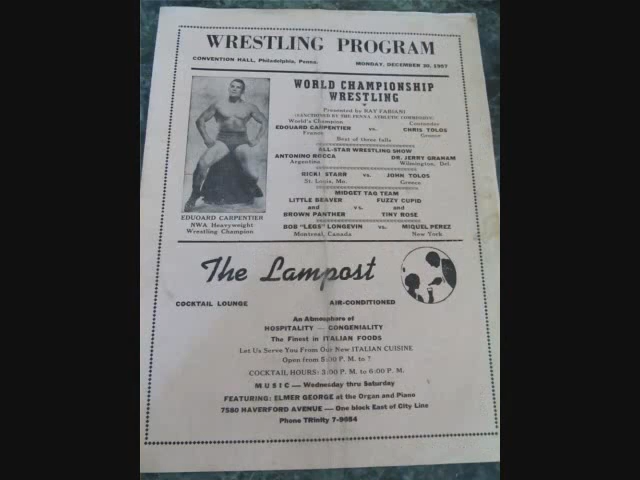 WRESTLING PROGRAM
CONVENTION HALL, Philadelphia, Penna. MONDAY, DECEMBER 30, 1957
WORLD CHAMPIONSHIP
WRESTLING
Presented by RAY FABIANI
(SANCTIONED BY THE PENNA ATHLETIC COMMISSION)
World's Champion Contender
EDOUARD CARPENTIER vs. CHRIS TOLOS
France Greece
Best of three falls
ALL-STAR WRESTLING SHOW
ANTONINO ROCCA DR. JERRY GRAHAM
Argentina Wilmington, Del.
RICKI STARR vs. JOHN TOLOS
St. Louis, Mo. Greece
MIDGET TAG TEAM
LITTLE BEAVER FUZZY CUPID
and vs. and
BROWN PANTHER TINY ROSE
BOB "LEGS" LONGEVIN vs. MIQUEL PEREZ
Montreal, Canada New York
EDUOARD CARPENTIER
NWA Heavyweight
Wrestling Champion
The Lampost
COCKTAIL LOUNGE AIR-CONDITIONED
An Atmosphere of
HOSPITALITY — CONGENIALITY
The Finest in ITALIAN FOODS
Let Us Serve You From Our New ITALIAN CUISINE
Open from 5:00 P. M. to ?
COCKTAIL HOURS: 3:00 P. M. to 6:00 P. M.
MUSIC — Wednesday thru Saturday
FEATURING: ELMER GEORGE at the Organ and Piano
7580 HAVERFORD AVENUE — One block East of City Line
Phone TRinity 7-9854